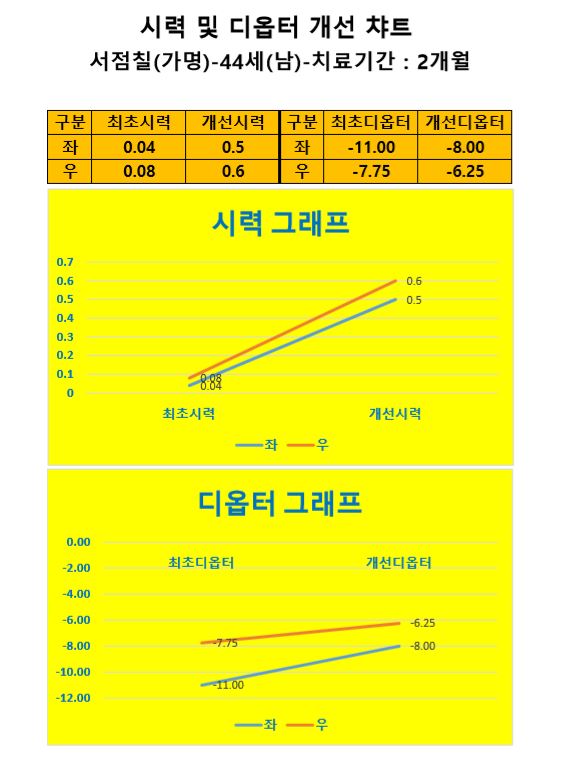 시력 및 디옵터 개선 챠트
서점칠(가명)-44세(남)-치료기간 : 2개월
구분 최초시력 개선시력 구분 최초디옵터 개선디옵터
좌 0.04 0.5 좌 -11.00 -8.00
우 0.08 0.6 우 -7.75 -6.25
시력 그래프
0.7
0.6 0.6
0.5 0.5
0.4
0.3
0.2
0.1 0.08
0.04
0
최초시력 개선시력
좌 우
디옵터 그래프
0.00
최초디옵터 개선디옵터
-2.00
-4.00
-6.00 -6.25
-7.75
-8.00 -8.00
-10.00
-11.00
-12.00
좌 우